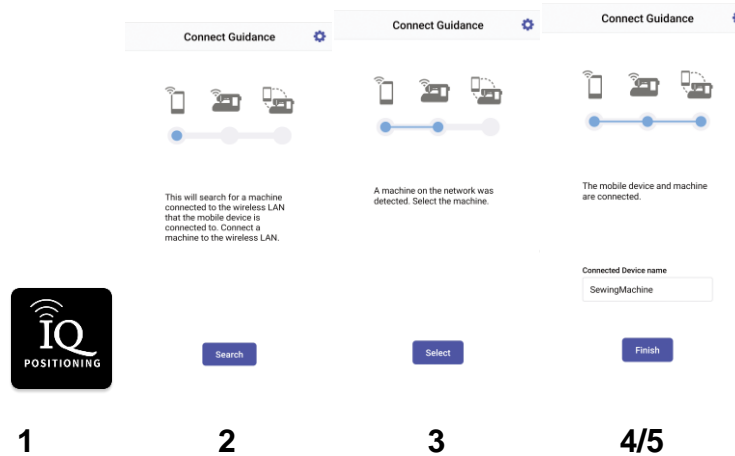 Connect Guidance
This will search for a machine
connected to the wireless LAN
that the mobile device is
connected to. Connect a
machine to the wireless LAN.
Search
Connect Guidance
A machine on the network was
detected. Select the machine.
Select
Connect Guidance
The mobile device and machine
are connected.
Connected Device name
SewingMachine
Finish
IQ
POSITIONING
1
2
3
4/5